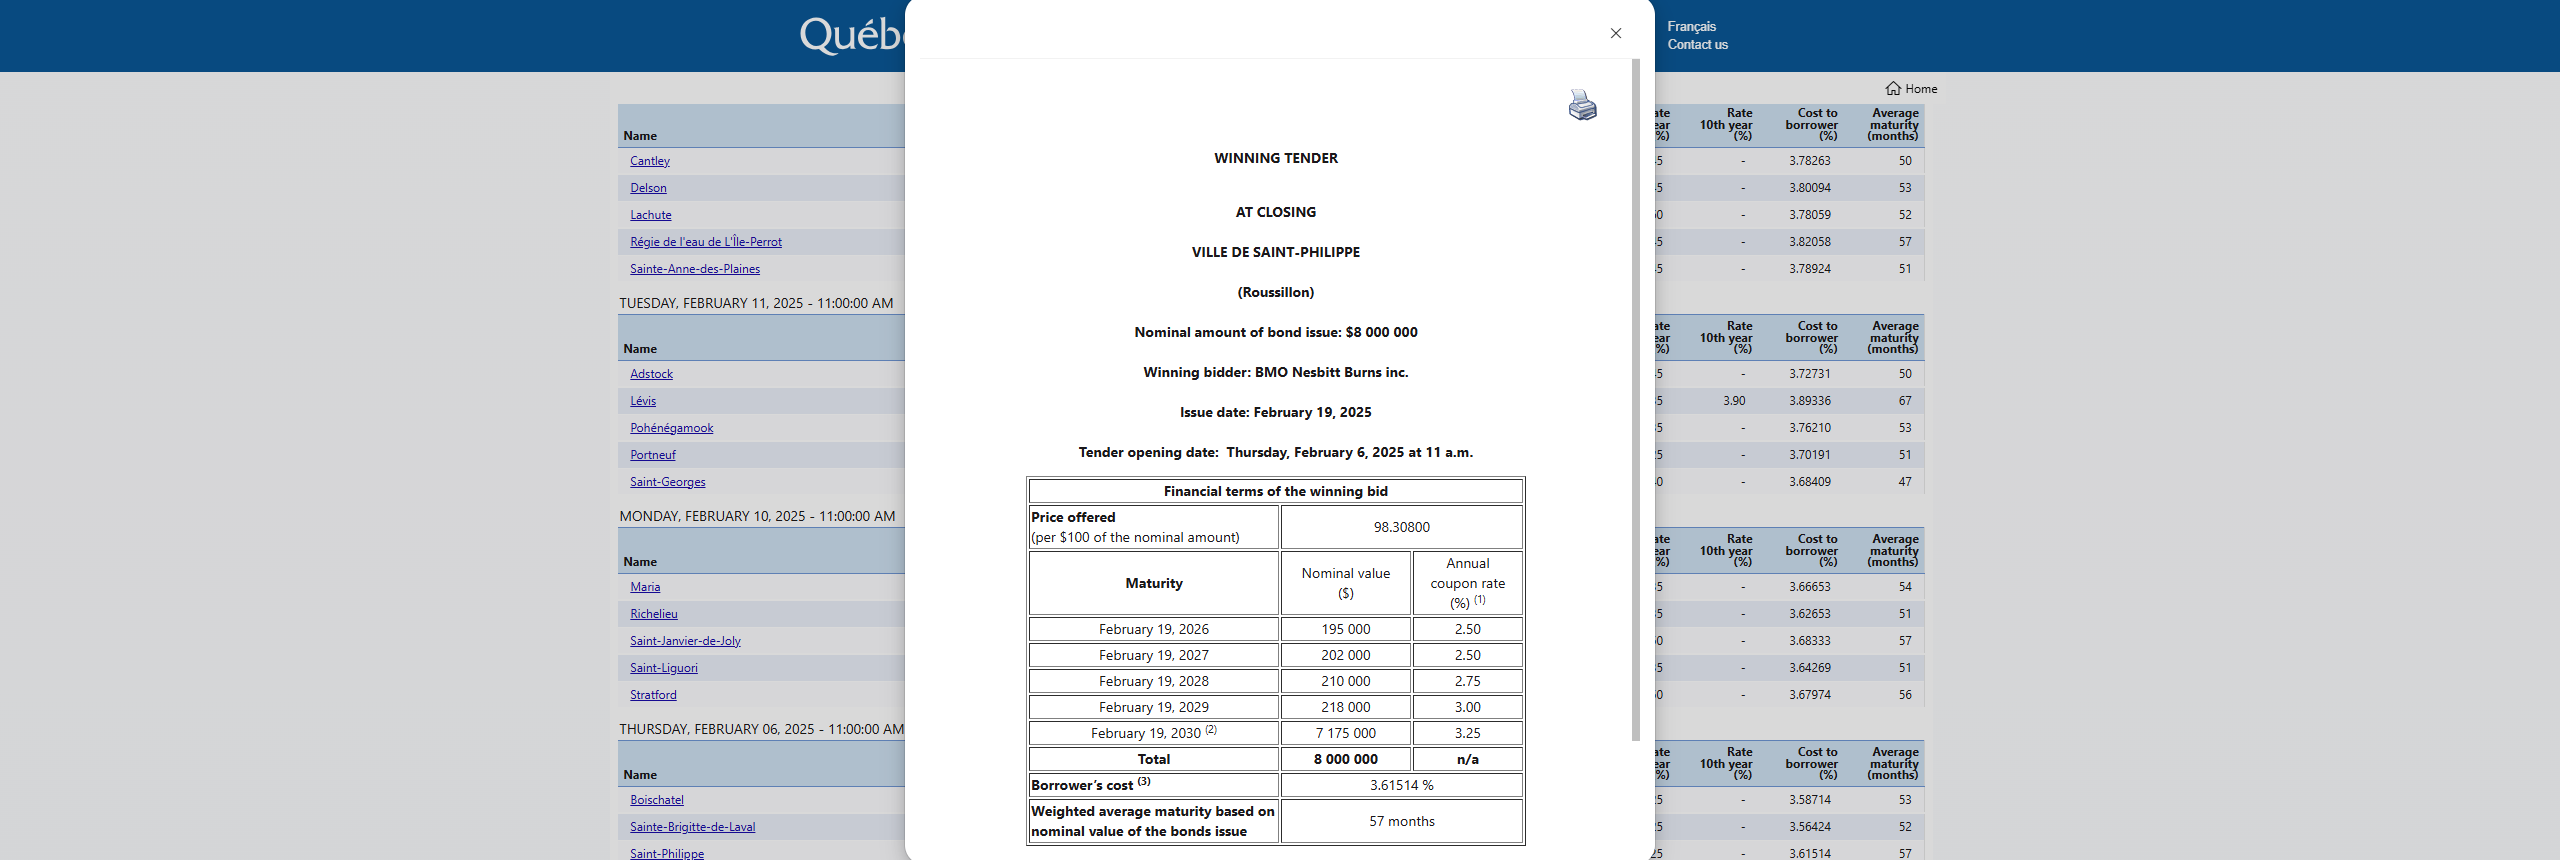 Québ
Français
Contact us
Home
Name
ate
ear
%)
Rate
10th year
(%)
Cost to
borrower
(%)
Average
maturity
(months)
Cantley
5 - 3.78263 50
Delson
5 - 3.80094 53
Lachute
0 - 3.78059 52
Régie de l'eau de L'Île-Perrot
5 - 3.82058 57
Sainte-Anne-des-Plaines
5 - 3.78924 51
TUESDAY, FEBRUARY 11, 2025 - 11:00:00 AM
Name
ate
ear
%)
Rate
10th year
(%)
Cost to
borrower
(%)
Average
maturity
(months)
Adstock
5 - 3.72731 50
Lévis
5 3.90 3.89336 67
Pohénégamook
5 - 3.76210 53
Portneuf
25 - 3.70191 51
Saint-Georges
0 - 3.68409 47
MONDAY, FEBRUARY 10, 2025 - 11:00:00 AM
Name
ate
ear
%)
Rate
10th year
(%)
Cost to
borrower
(%)
Average
maturity
(months)
Maria
5 - 3.66653 54
Richelieu
5 - 3.62653 51
Saint-Janvier-de-Joly
0 - 3.68333 57
Saint-Liguori
5 - 3.64269 51
Stratford
0 - 3.67974 56
THURSDAY, FEBRUARY 06, 2025 - 11:00:00 AM
Name
ate
ear
%)
Rate
10th year
(%)
Cost to
borrower
(%)
Average
maturity
(months)
Boischatel
25 - 3.58714 53
Sainte-Brigitte-de-Laval
25 - 3.56424 52
Saint-Philippe
25 - 3.61514 57
WINNING TENDER
AT CLOSING
VILLE DE SAINT-PHILIPPE
(Roussillon)
Nominal amount of bond issue: $8 000 000
Winning bidder: BMO Nesbitt Burns inc.
Issue date: February 19, 2025
Tender opening date: Thursday, February 6, 2025 at 11 a.m.
Financial terms of the winning bid
Price offered
(per $100 of the nominal amount)
98.30800
Maturity
Nominal value
($)
Annual
coupon rate
(%) (1)
February 19, 2026 195 000 2.50
February 19, 2027 202 000 2.50
February 19, 2028 210 000 2.75
February 19, 2029 218 000 3.00
February 19, 2030 (2) 7 175 000 3.25
Total 8 000 000 n/a
Borrower’s cost (3) 3.61514 %
Weighted average maturity based on
nominal value of the bonds issue
57 months